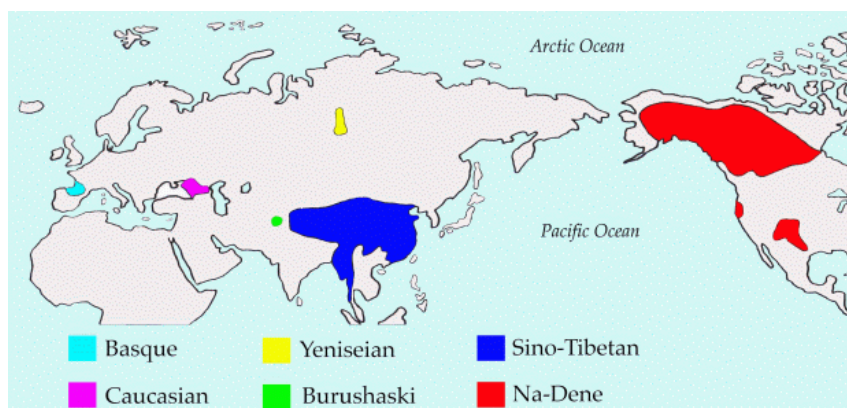 Arctic Ocean
Pacific Ocean
Basque
Yeniseian
Sino-Tibetan
Caucasian
Burushaski
Na-Dene